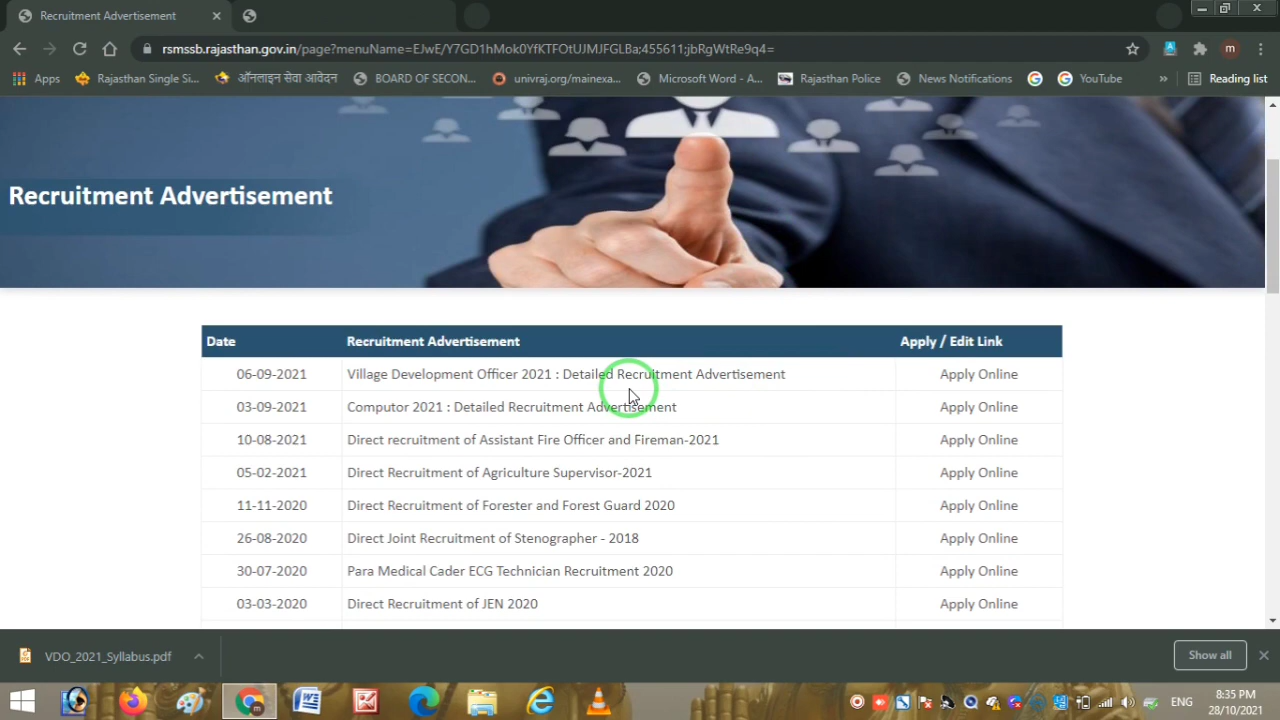 Recruitment Advertisement
rsmssb.rajasthan.gov.in/page?menuName=EJwE/Y7GD1hMok0YfKTFOtUJMJFGLBa;455611;jbRgWtRe9q4=
m
Apps Rajasthan Single Si... ऑनलाइन सेवा आवेदन BOARD OF SECON... univraj.org/mainexa... Microsoft Word - A... Rajasthan Police News Notifications YouTube » Reading list
Recruitment Advertisement
Date Recruitment Advertisement Apply / Edit Link
06-09-2021 Village Development Officer 2021 : Detailed Recruitment Advertisement Apply Online
03-09-2021 Computor 2021 : Detailed Recruitment Advertisement Apply Online
10-08-2021 Direct recruitment of Assistant Fire Officer and Fireman-2021 Apply Online
05-02-2021 Direct Recruitment of Agriculture Supervisor-2021 Apply Online
11-11-2020 Direct Recruitment of Forester and Forest Guard 2020 Apply Online
26-08-2020 Direct Joint Recruitment of Stenographer - 2018 Apply Online
30-07-2020 Para Medical Cader ECG Technician Recruitment 2020 Apply Online
03-03-2020 Direct Recruitment of JEN 2020 Apply Online
VDO_2021_Syllabus.pdf Show all
ENG
8:35 PM
28/10/2021